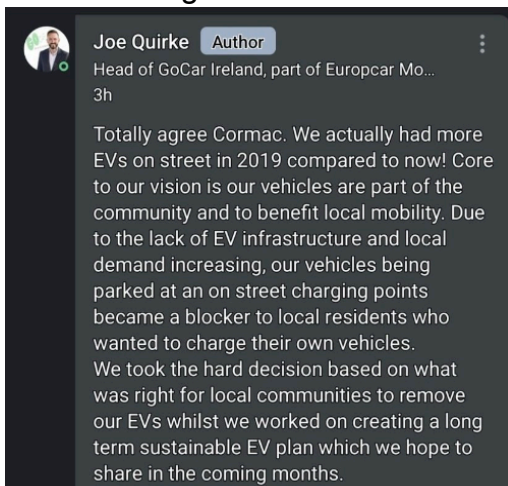 Joe Quirke Author
Head of GoCar Ireland, part of Europcar Mo...
3h
Totally agree Cormac. We actually had more
EVs on street in 2019 compared to now! Core
to our vision is our vehicles are part of the
community and to benefit local mobility. Due
to the lack of EV infrastructure and local
demand increasing, our vehicles being
parked at an on street charging points
became a blocker to local residents who
wanted to charge their own vehicles.
We took the hard decision based on what
was right for local communities to remove
our EVs whilst we worked on creating a long
term sustainable EV plan which we hope to
share in the coming months.